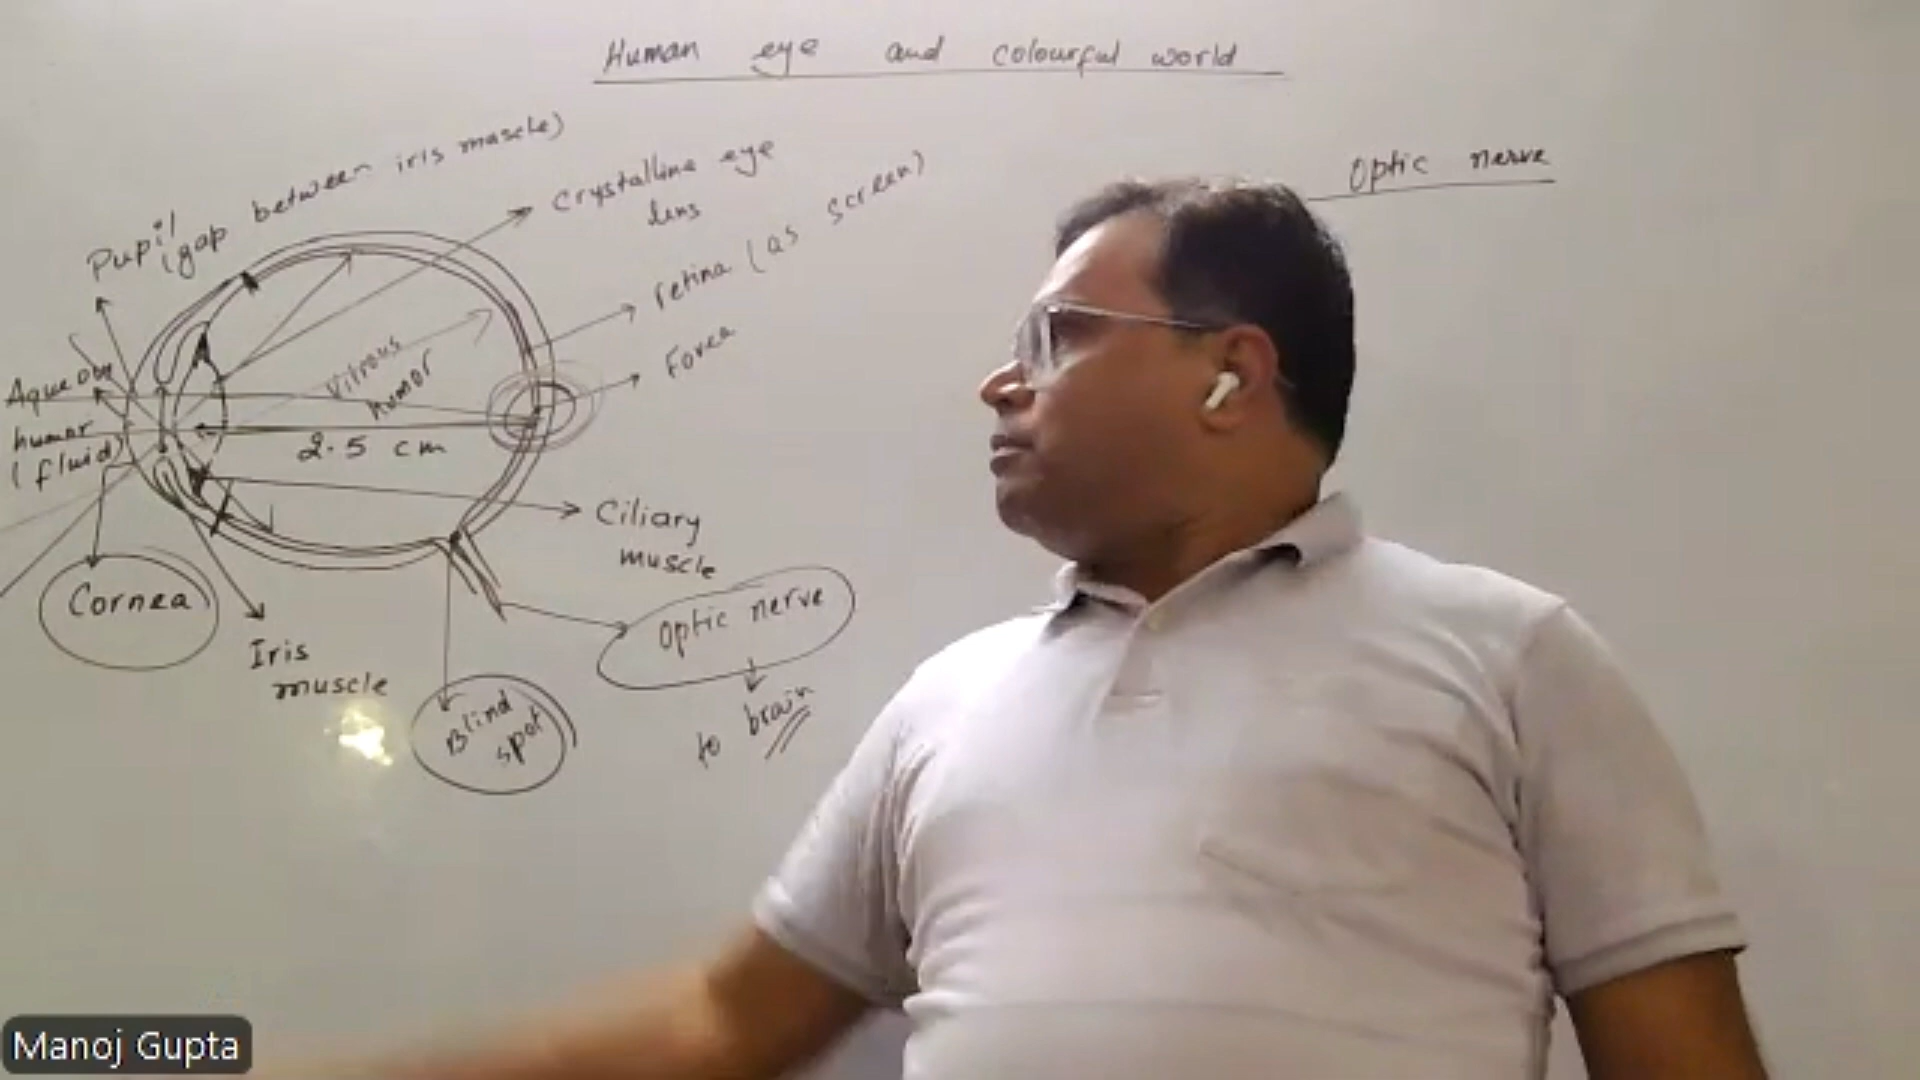 Human eye and colourful world
Optic nerve
Pupil
(gap between iris mascle)
Crystalline eye
lens
retina (as screen)
Fovea
Aqueous
humor
(fluid)
Vitrous
humor
2.5 cm
Ciliary
muscle
Cornea
Iris
muscle
Optic nerve
to brain
Blind
spot
Manoj Gupta